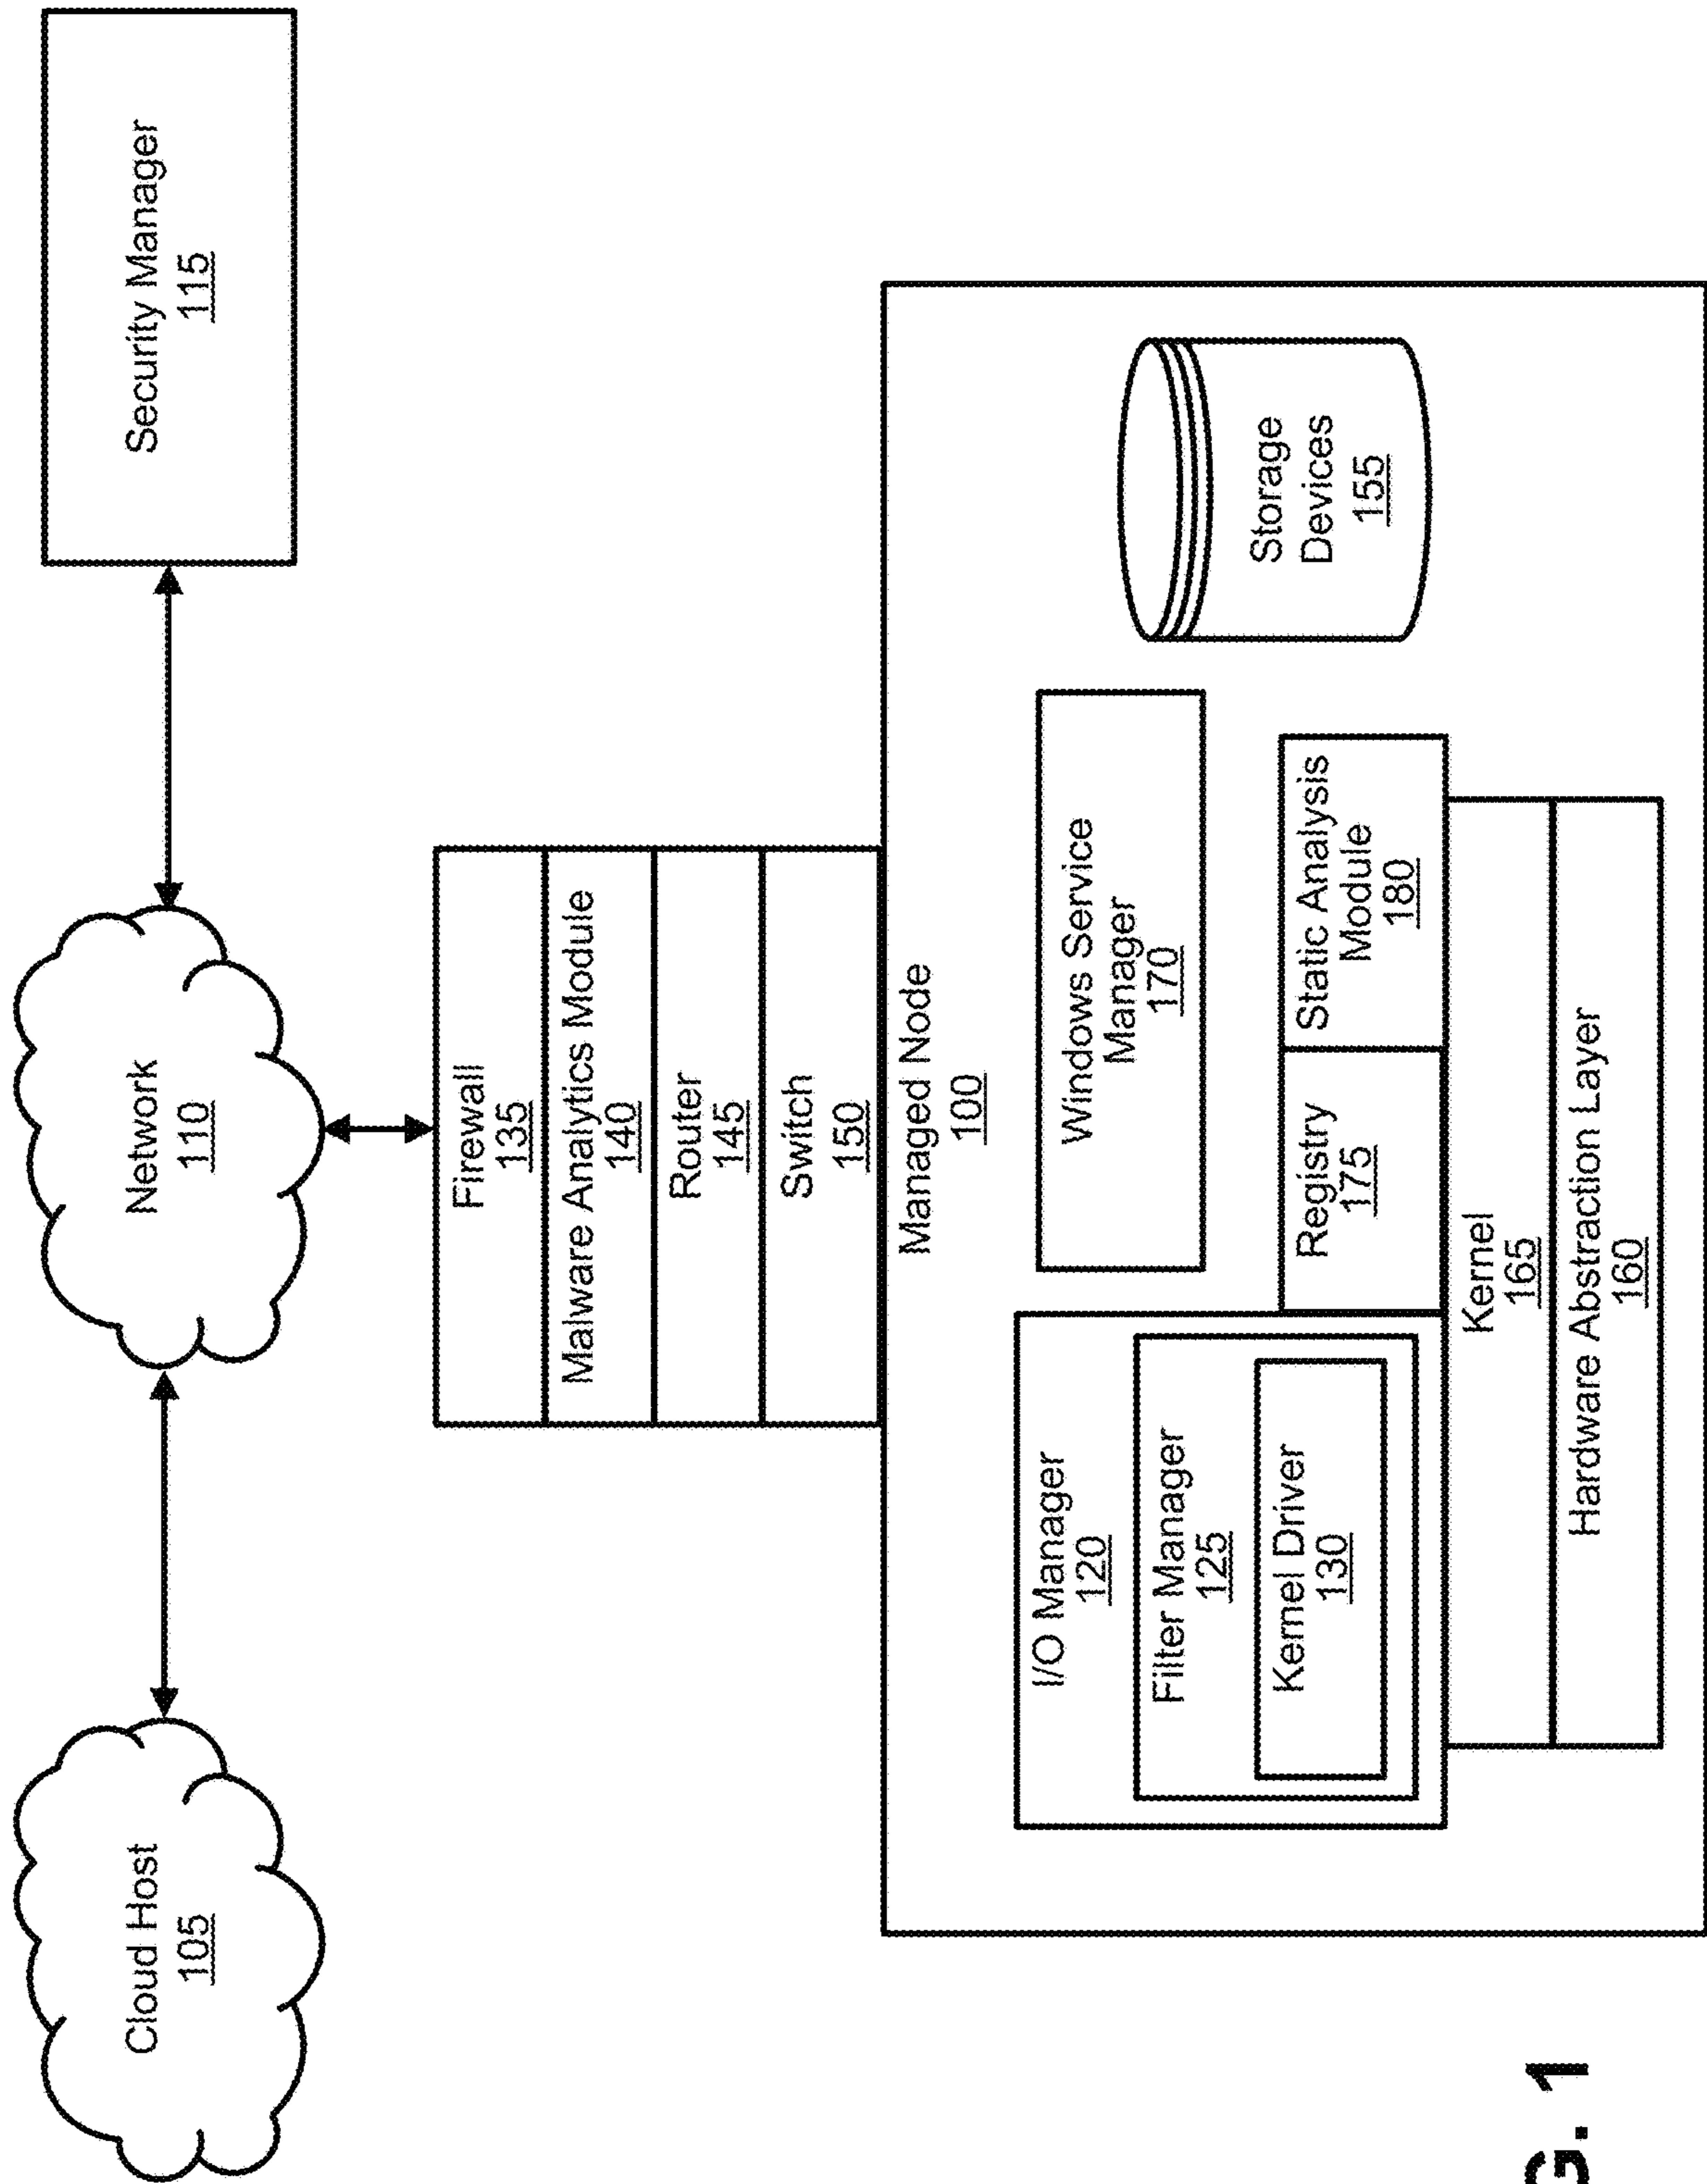 Cloud Host
105
Network
110
Security Manager
115
Firewall
135
Malware Analytics Module
140
Router
145
Switch
150
Managed Node
100
I/O Manager
120
Filter Manager
125
Kernel Driver
130
Windows Service
Manager
170
Registry
175
Static Analysis
Module
180
Storage
Devices
155
Kernel
165
Hardware Abstraction Layer
160
G. 1